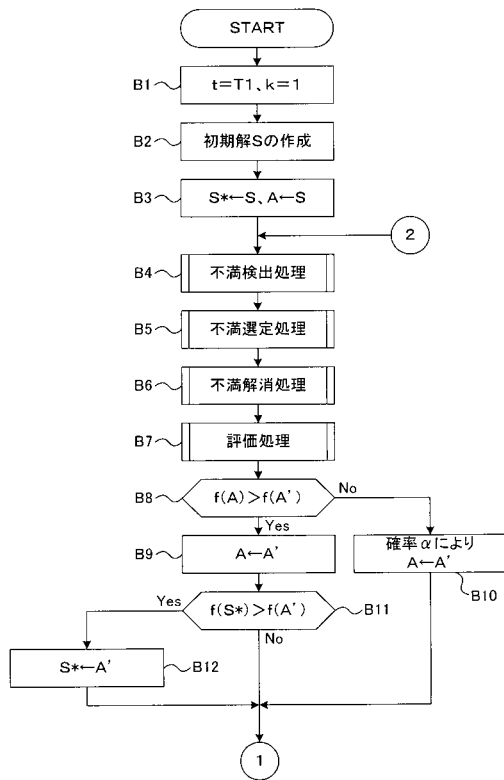 START
B1
t=T1、k=1
B2
初期解Sの作成
B3
S*←S、A←S
2
B4
不満検出処理
B5
不満選定処理
B6
不満解消処理
B7
評価処理
B8
f(A)>f(A')
No
Yes
B9
A←A'
確率αにより
A←A'
B10
Yes
f(S*)>f(A')
B11
No
S*←A'
B12
1